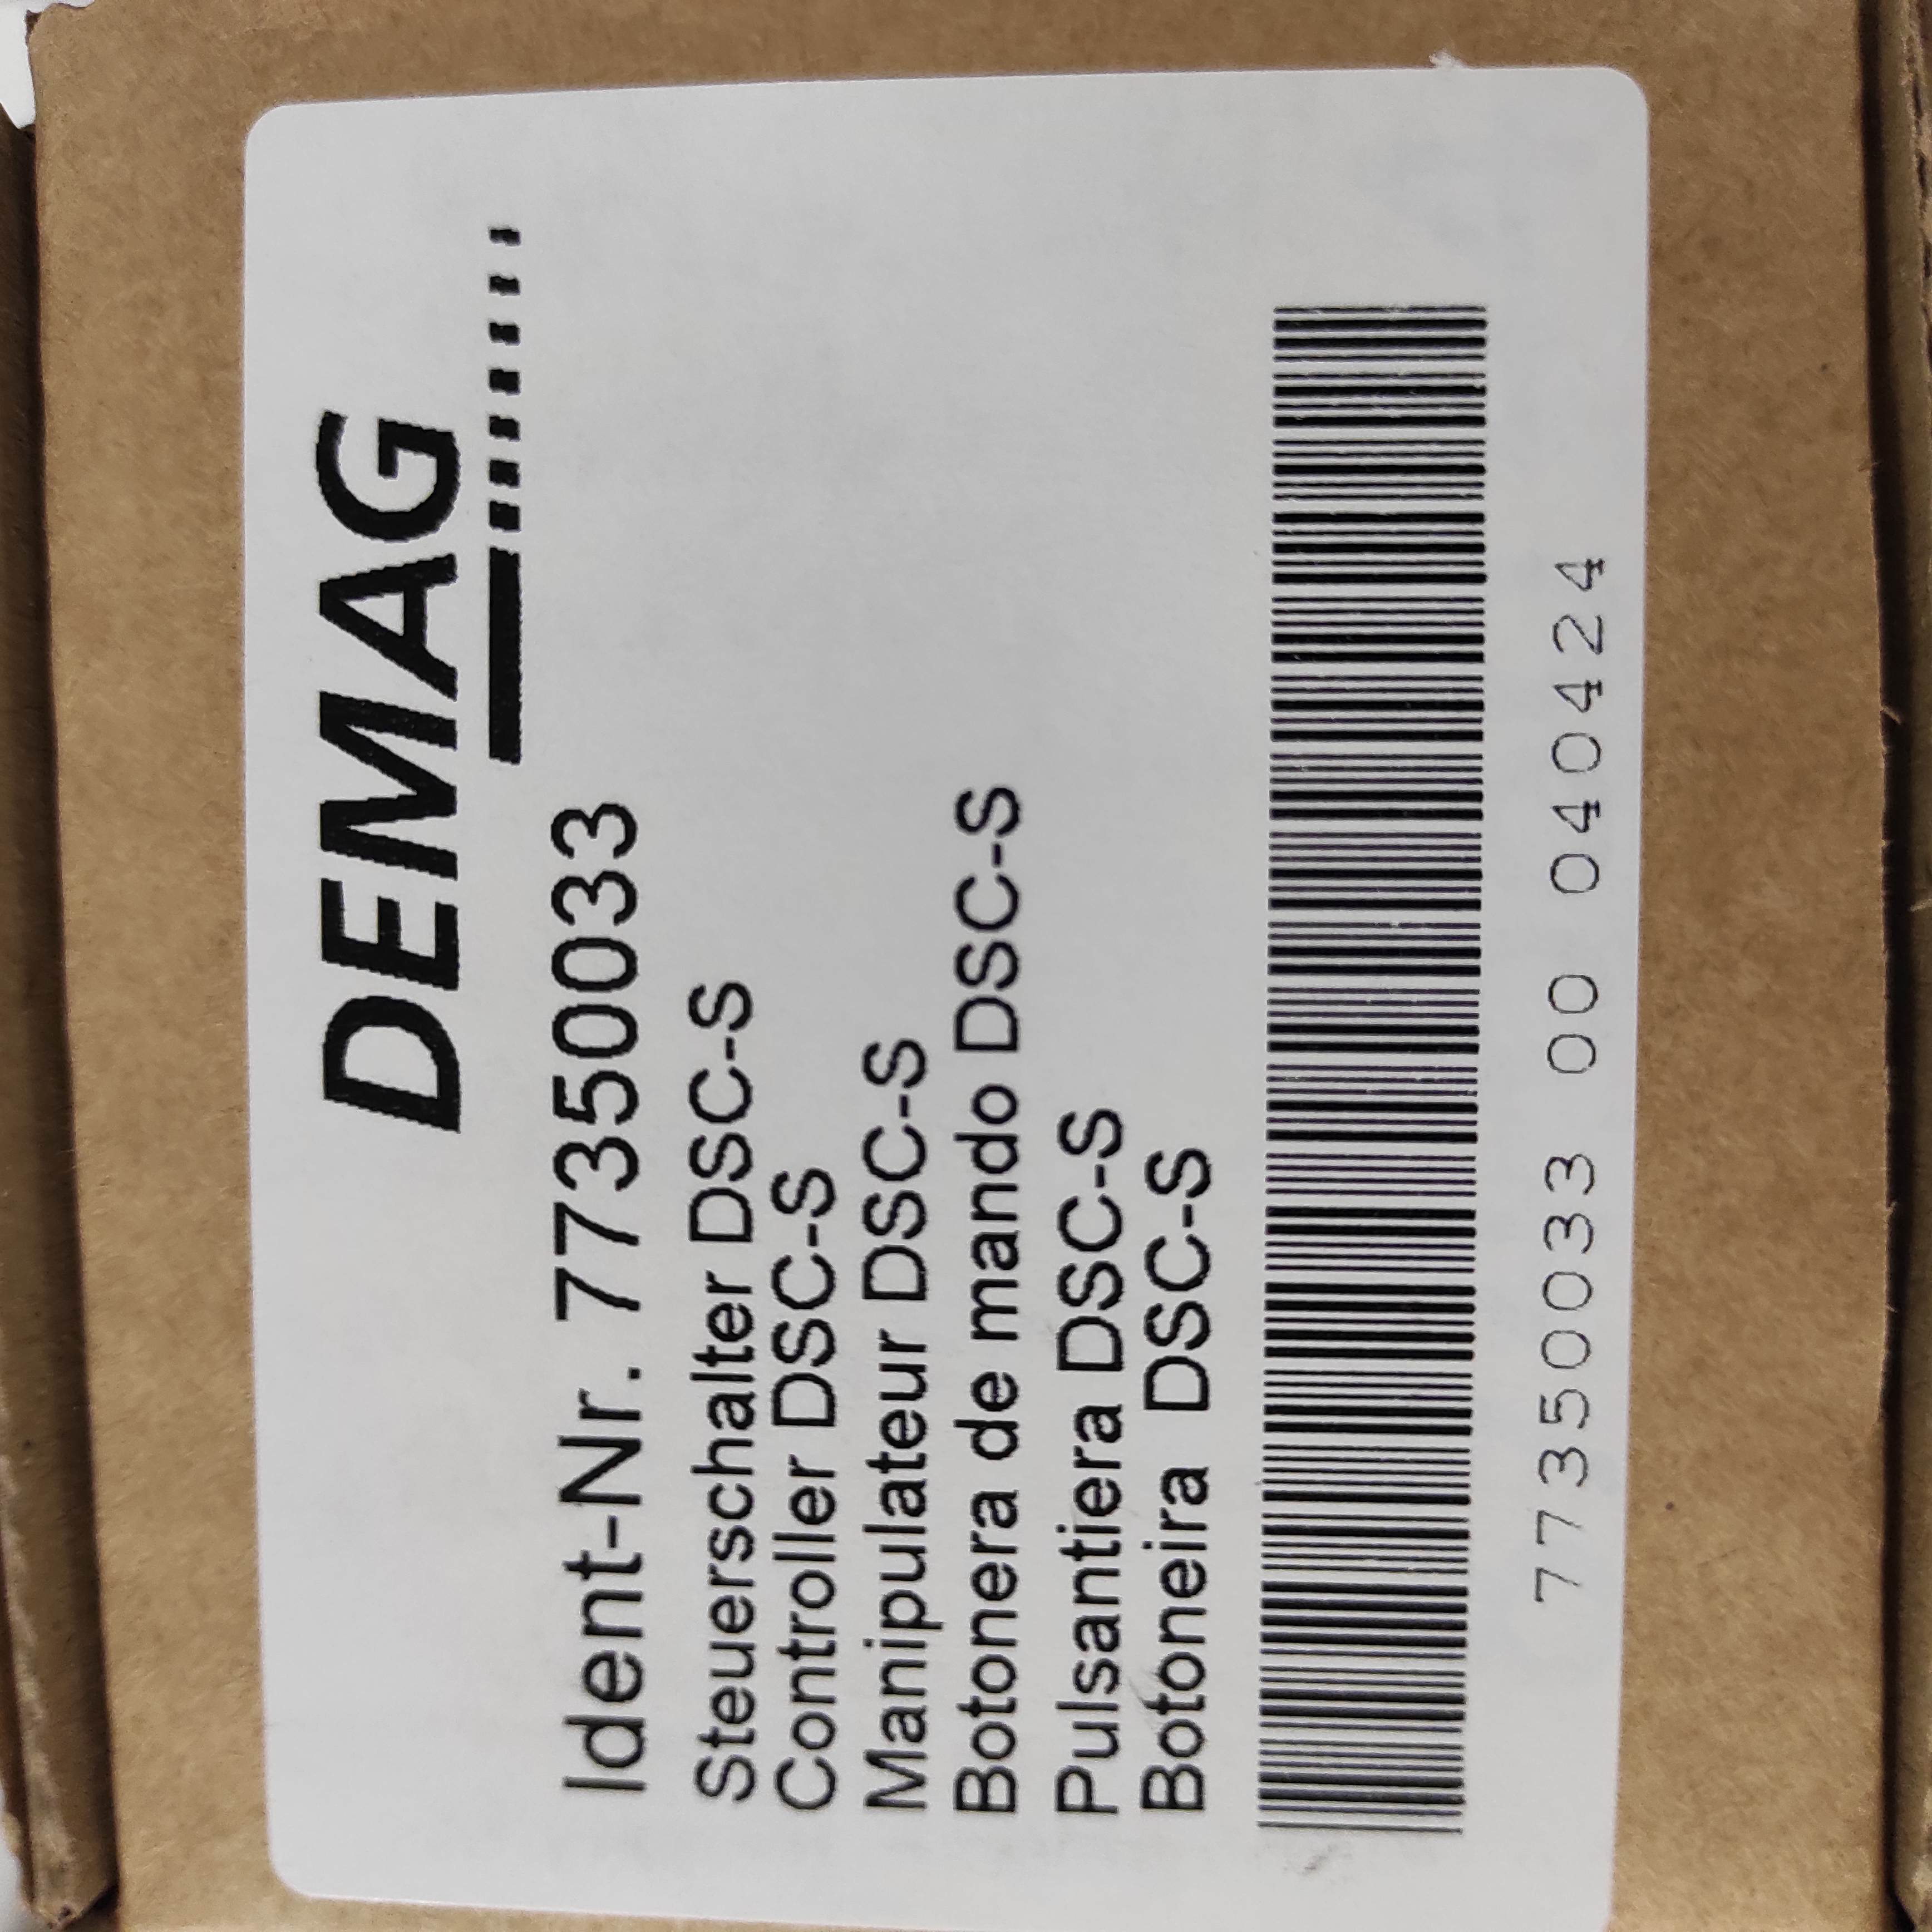 DEMAG
Ident-Nr. 77350033
Steuerschalter DSC-S
Controller DSC-S
Manipulateur DSC-S
Botonera de mando DSC-S
Pulsantiera DSC-S
Botoneira DSC-S
77350033 00 040424